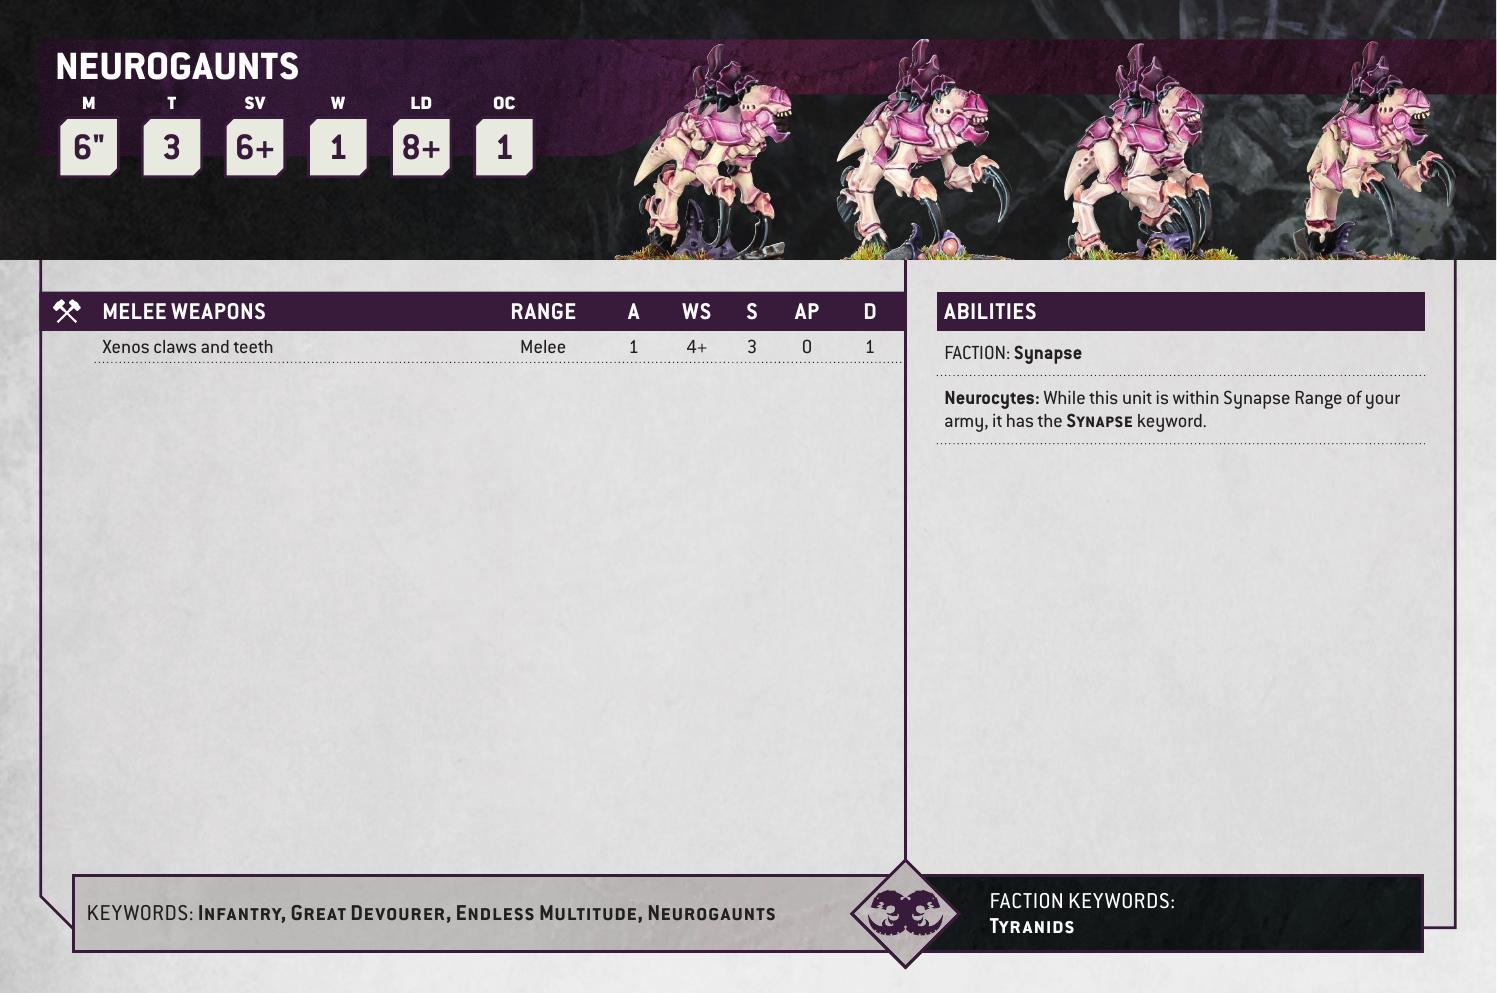 NEUROGAUNTS
M T SV W LD OC
6" 3 6+ 1 8+ 1
MELEE WEAPONS RANGE A WS S AP D
Xenos claws and teeth Melee 1 4+ 3 0 1
ABILITIES
FACTION: Synapse
Neurocytes: While this unit is within Synapse Range of your
army, it has the SYNAPSE keyword.
KEYWORDS: INFANTRY, GREAT DEVOURER, ENDLESS MULTITUDE, NEUROGAUNTS
FACTION KEYWORDS:
TYRANIDS